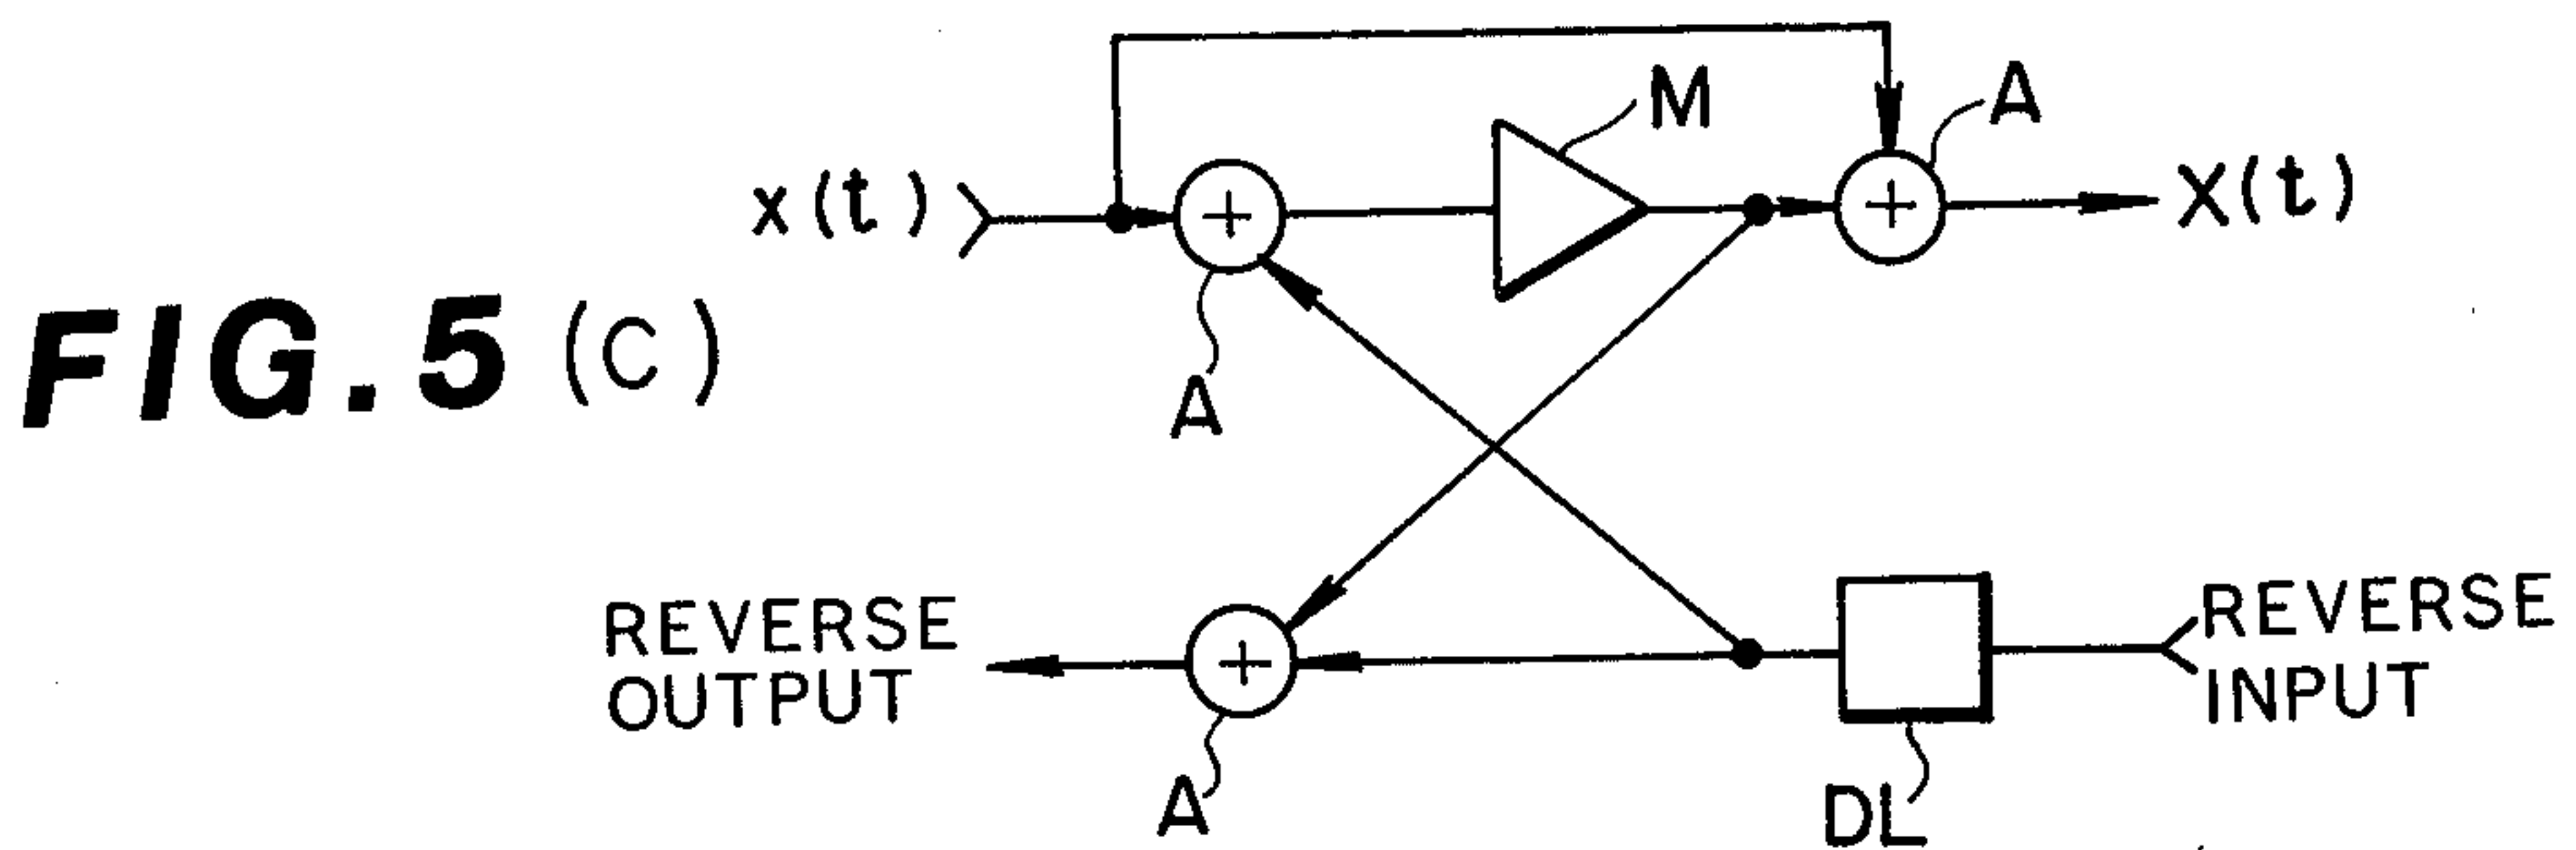 M
A
x(t)
X(t)
FIG.5 (C)
A
REVERSE
OUTPUT
REVERSE
INPUT
A
DL